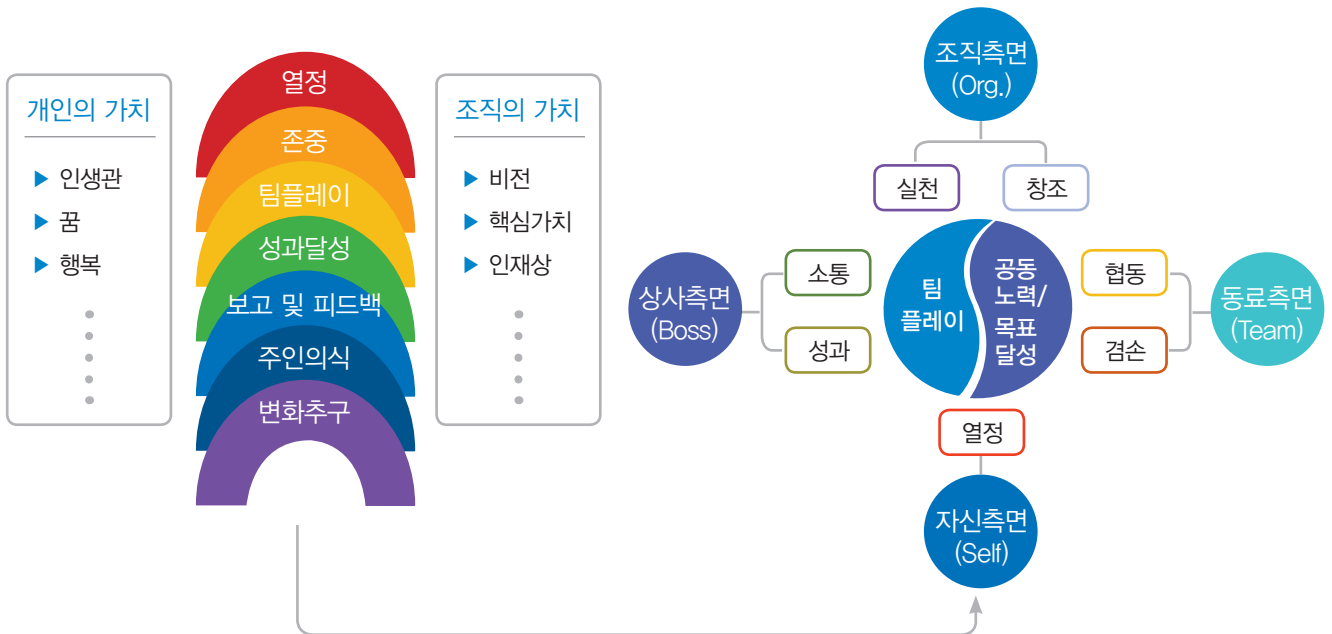 개인의 가치
▶ 인생관
▶ 꿈
▶ 행복
열정
존중
팀플레이
성과달성
보고 및 피드백
주인의식
변화추구
조직의 가치
▶ 비전
▶ 핵심가치
▶ 인재상
조직측면
(Org.)
실천
창조
상사측면
(Boss)
소통
성과
팀
플레이
공동
노력/
목표
달성
협동
겸손
동료측면
(Team)
열정
자신측면
(Self)